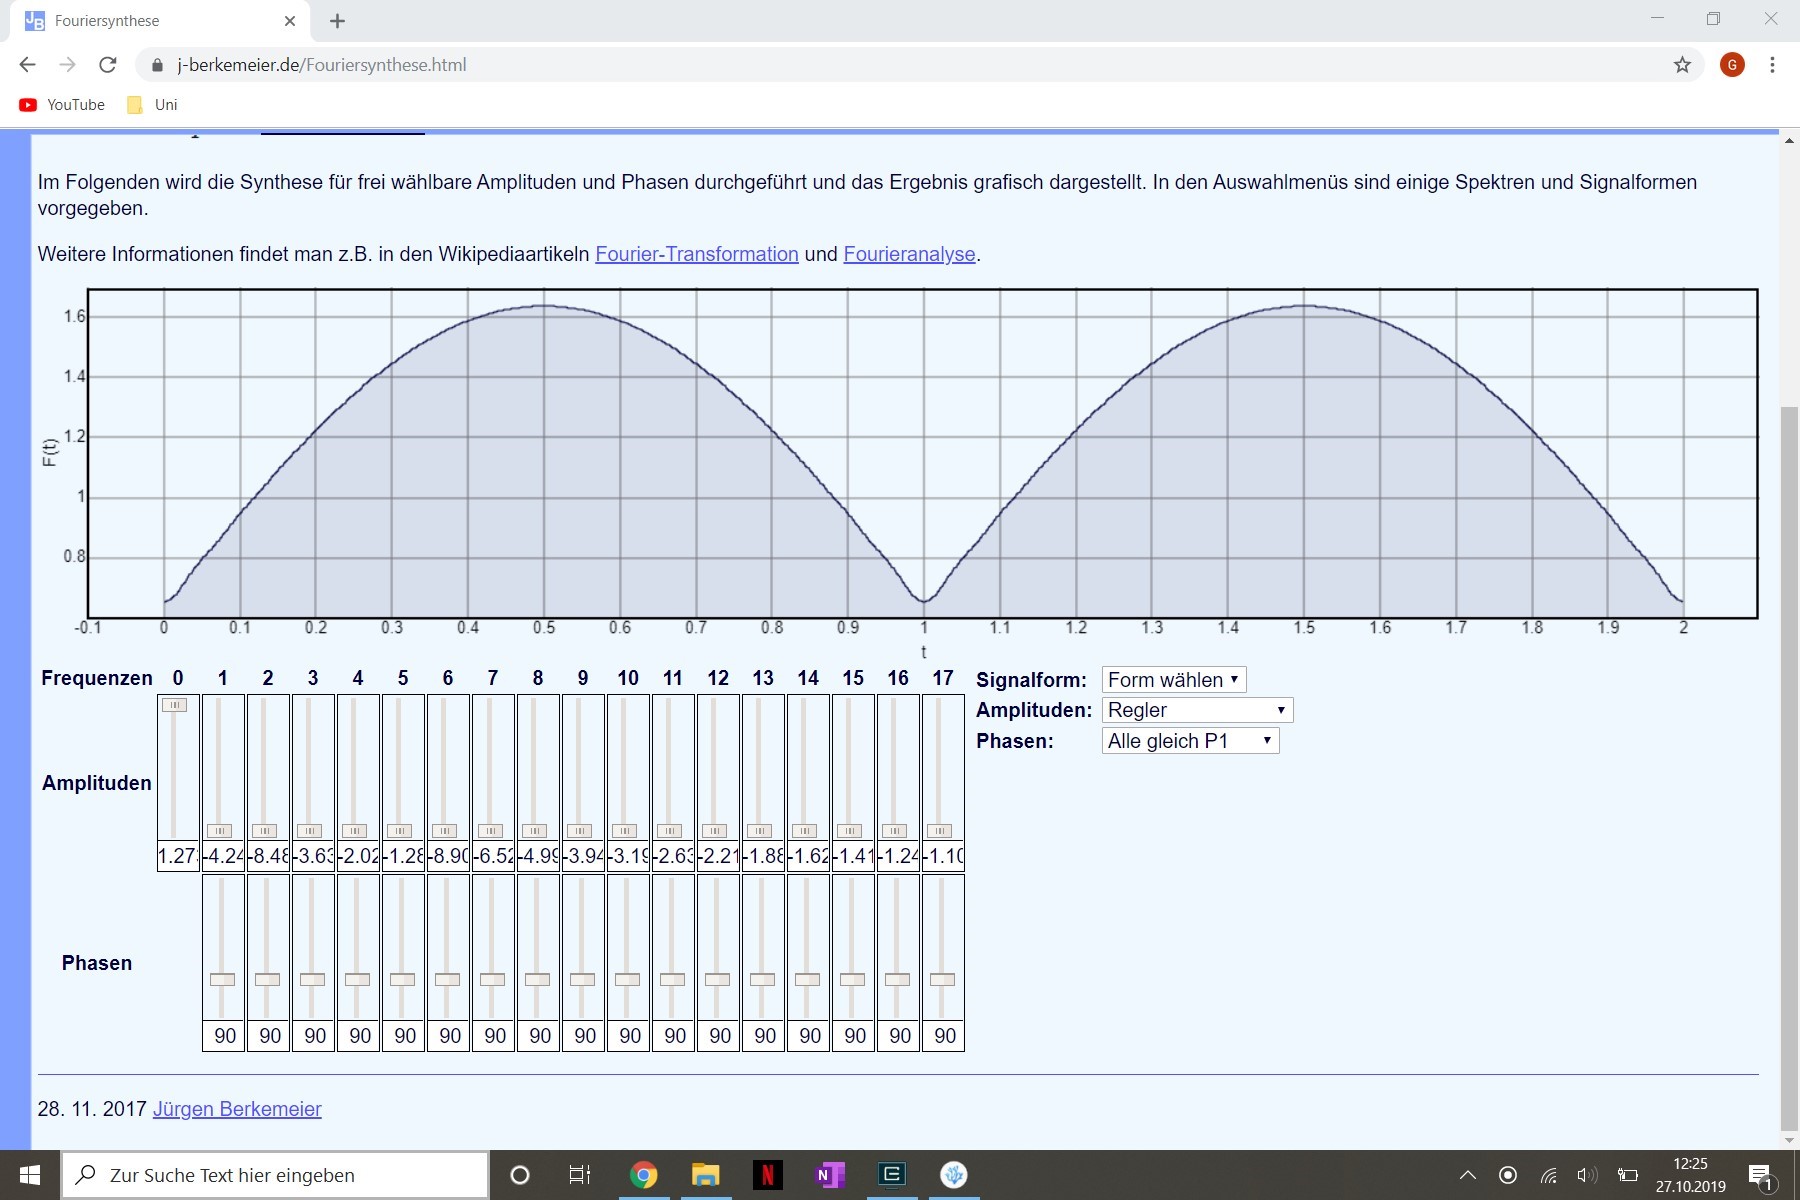 Fouriersynthese
j-berkemeier.de/Fouriersynthese.html
G
YouTube Uni
Im Folgenden wird die Synthese für frei wählbare Amplituden und Phasen durchgeführt und das Ergebnis grafisch dargestellt. In den Auswahlmenüs sind einige Spektren und Signalformen
vorgegeben.
Weitere Informationen findet man z.B. in den Wikipediaartikeln Fourier-Transformation und Fourieranalyse.
1.6
1.4
1.2
1
0.8
F(t)
-0.1 0 0.1 0.2 0.3 0.4 0.5 0.6 0.7 0.8 0.9 1 1.1 1.2 1.3 1.4 1.5 1.6 1.7 1.8 1.9 2
t
Frequenzen 0 1 2 3 4 5 6 7 8 9 10 11 12 13 14 15 16 17
Signalform: Form wählen
Amplituden: Regler
Phasen: Alle gleich P1
Amplituden
1.27 -4.24 -8.48 -3.63 -2.02 -1.28 -8.90 -6.52 -4.99 -3.94 -3.19 -2.63 -2.21 -1.88 -1.62 -1.41 -1.24 -1.10
Phasen
90 90 90 90 90 90 90 90 90 90 90 90 90 90 90 90 90
28. 11. 2017 Jürgen Berkemeier
Zur Suche Text hier eingeben
12:25
27.10.2019
1